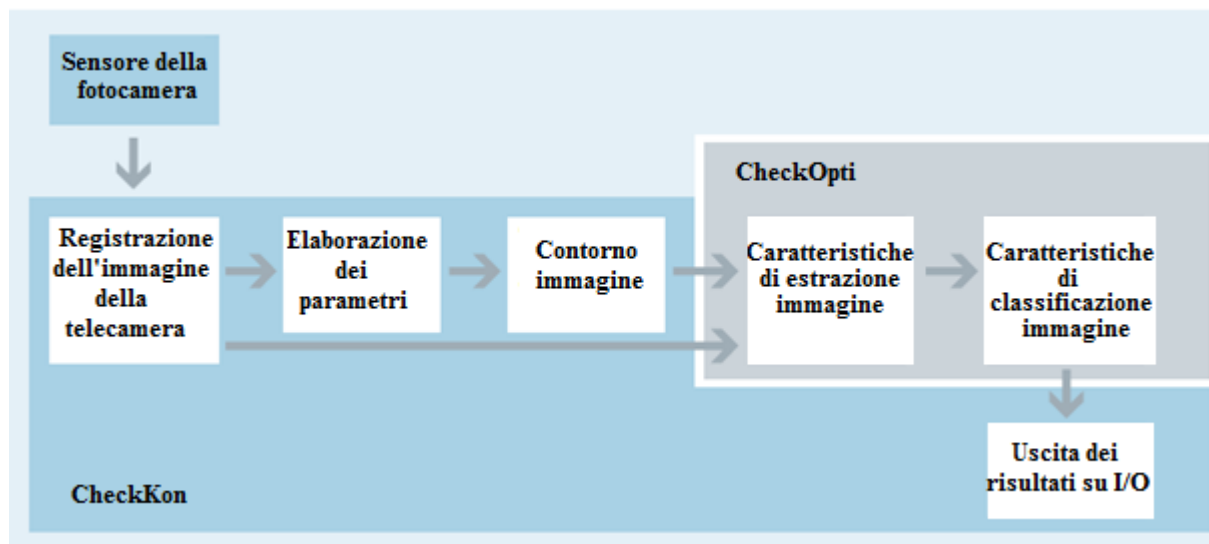 Sensore della
fotocamera
CheckOpti
Registrazione
dell'immagine
della
telecamera
Elaborazione
dei
parametri
Contorno
immagine
Caratteristiche
di estrazione
immagine
Caratteristiche
di
classificazione
immagine
Uscita dei
risultati su I/O
CheckKon